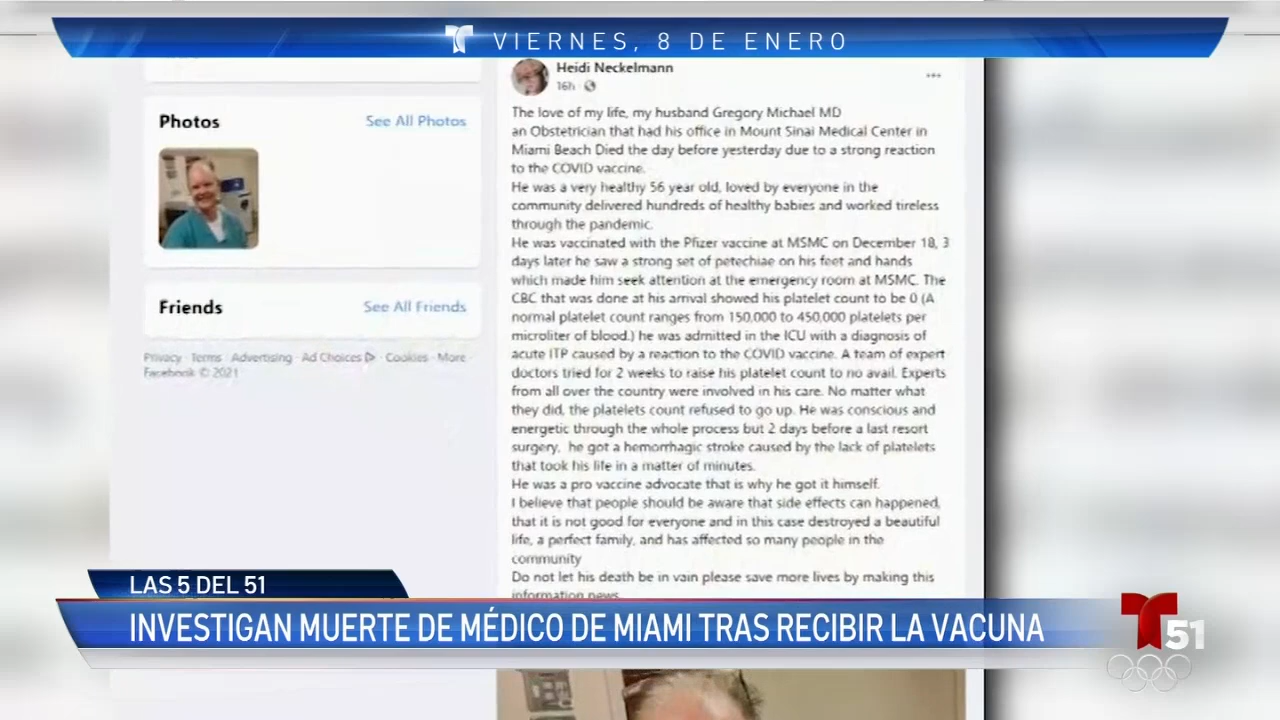 VIERNES, 8 DE ENERO
Heidi Neckelmann
16h
Photos
See All Photos
Friends
See All Friends
Privacy · Terms · Advertising · Ad Choices · Cookies · More
Facebook © 2021
The love of my life, my husband Gregory Michael MD
an Obstetrician that had his office in Mount Sinai Medical Center in
Miami Beach Died the day before yesterday due to a strong reaction
to the COVID vaccine.
He was a very healthy 56 year old, loved by everyone in the
community delivered hundreds of healthy babies and worked tireless
through the pandemic.
He was vaccinated with the Pfizer vaccine at MSMC on December 18, 3
days later he saw a strong set of petechiae on his feet and hands
which made him seek attention at the emergency room at MSMC. The
CBC that was done at his arrival showed his platelet count to be 0 (A
normal platelet count ranges from 150,000 to 450,000 platelets per
microliter of blood.) he was admitted in the ICU with a diagnosis of
acute ITP caused by a reaction to the COVID vaccine. A team of expert
doctors tried for 2 weeks to raise his platelet count to no avail. Experts
from all over the country were involved in his care. No matter what
they did, the platelets count refused to go up. He was conscious and
energetic through the whole process but 2 days before a last resort
surgery, he got a hemorrhagic stroke caused by the lack of platelets
that took his life in a matter of minutes.
He was a pro vaccine advocate that is why he got it himself.
I believe that people should be aware that side effects can happened,
that it is not good for everyone and in this case destroyed a beautiful
life, a perfect family, and has affected so many people in the
community
Do not let his death be in vain please save more lives by making this
information news.
LAS 5 DEL 51
INVESTIGAN MUERTE DE MÉDICO DE MIAMI TRAS RECIBIR LA VACUNA
51